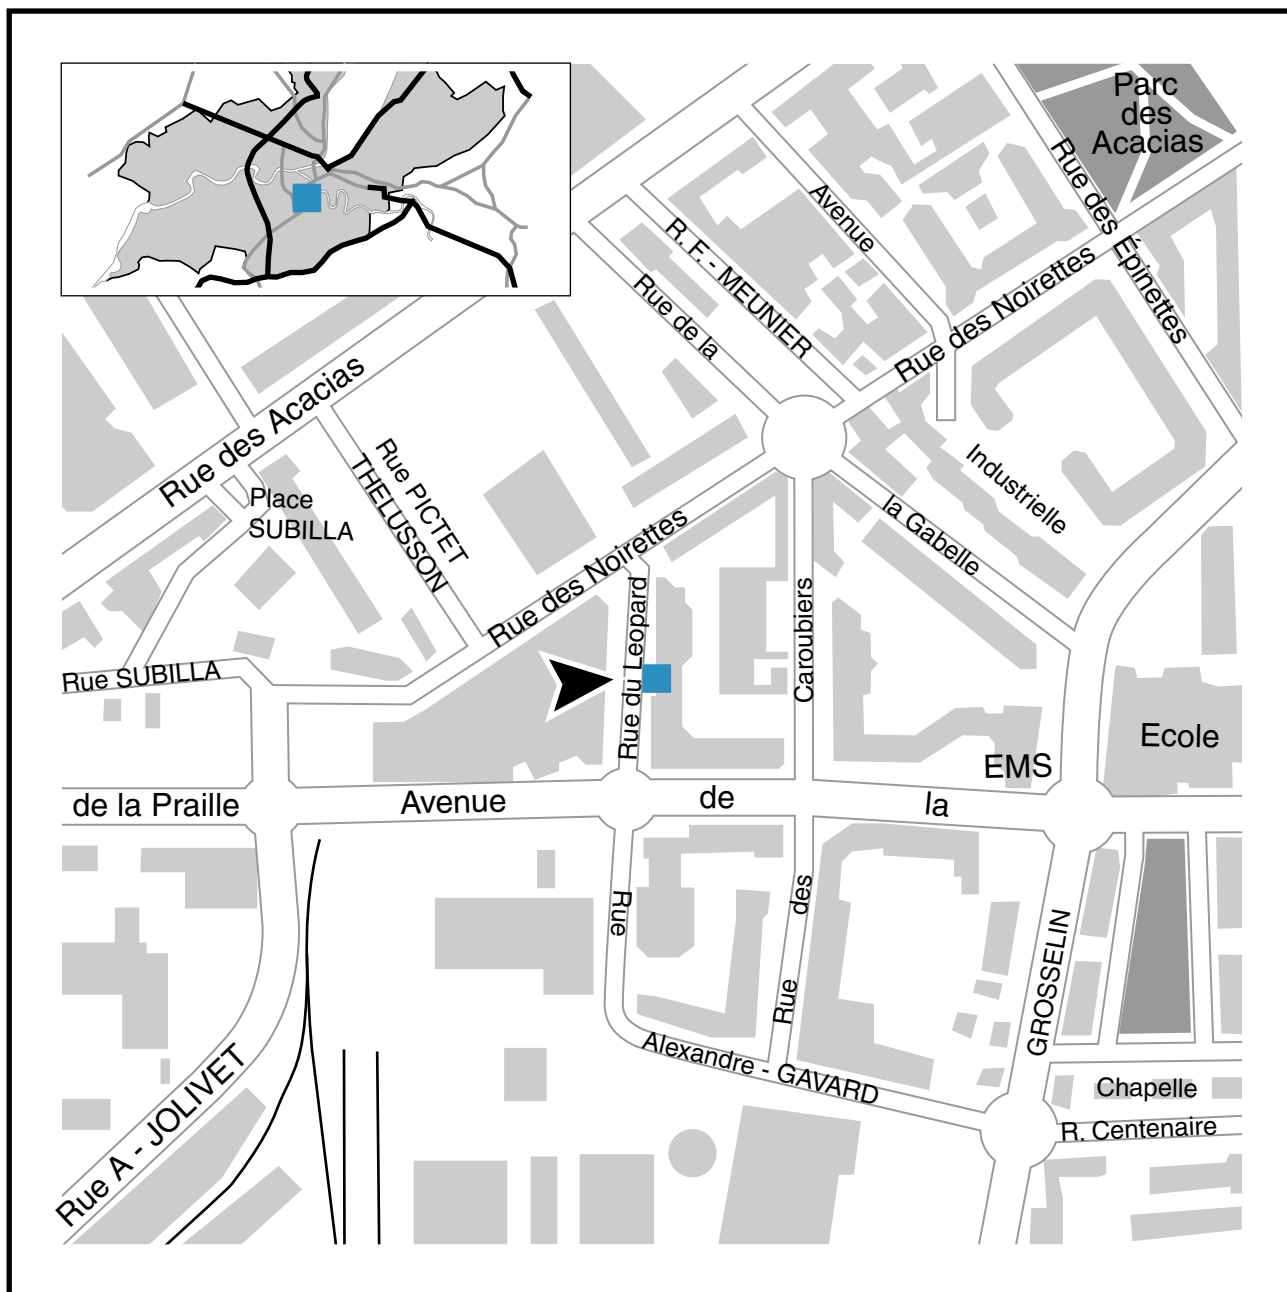 Parc
des
Acacias
Rue des Épinettes
Avenue
R. F. - MEUNIER
Rue de la
Rue des Noirettes
Rue des Acacias
Rue PICTET
THELUSSON
Place
SUBILLA
Industrielle
la Gabelle
Rue des Noirettes
Rue du Leopard
Caroubiers
Rue SUBILLA
Ecole
EMS
de la Praille
Avenue
de
la
Rue
des
Rue
GROSSELIN
Alexandre - GAVARD
Rue A - JOLIVET
Chapelle
R. Centenaire